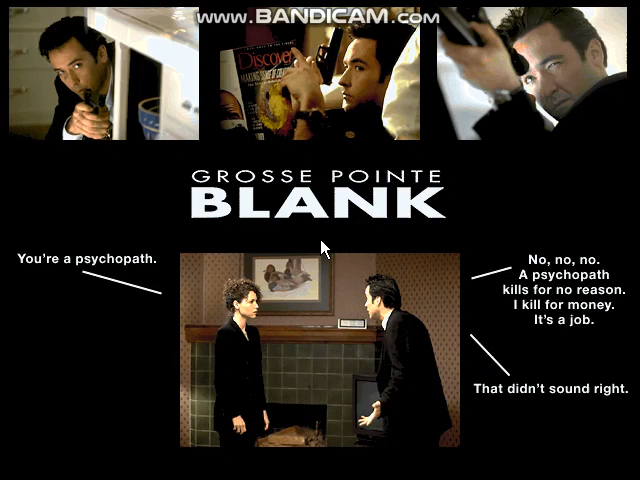 www.BANDICAM.com
Discover
GROSSE POINTE
BLANK
You're a psychopath.
No, no, no.
A psychopath
kills for no reason.
I kill for money.
It's a job.
That didn't sound right.